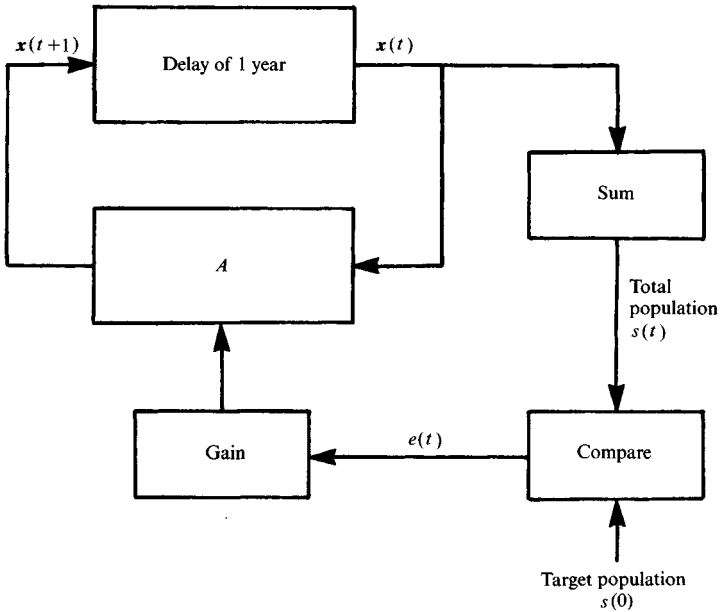 x(t+1)
Delay of 1 year
x(t)
Sum
A
Total
population
s(t)
Gain
e(t)
Compare
Target population
s(0)